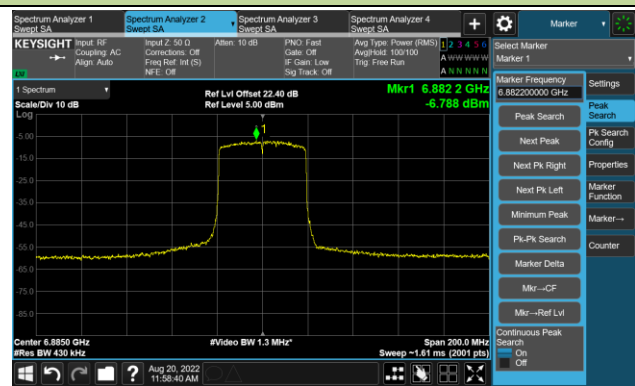 Spectrum Analyzer 1
Swept SA
Spectrum Analyzer 2
Swept SA
Spectrum Analyzer 3
Swept SA
Spectrum Analyzer 4
Swept SA
+
Marker
KEYSIGHT
LXI
Input: RF
Coupling: AC
Align: Auto
Input Z: 50 Ω
Corrections: Off
Freq Ref: Int (S)
NFE: Off
Atten: 10 dB
PNO: Fast
Gate: Off
IF Gain: Low
Sig Track: Off
Avg Type: Power (RMS)
Avg|Hold: 100/100
Trig: Free Run
1 2 3 4 5 6
A W W W W W
A N N N N N
Select Marker
Marker 1
1 Spectrum
Scale/Div 10 dB
Log
Ref Lvl Offset 22.40 dB
Ref Level 5.00 dBm
Mkr1 6.882 2 GHz
-6.788 dBm
1
-5.00
-15.0
-25.0
-35.0
-45.0
-55.0
-65.0
-75.0
-85.0
Center 6.8850 GHz
#Res BW 430 kHz
#Video BW 1.3 MHz*
Span 200.0 MHz
Sweep ~1.61 ms (2001 pts)
Marker Frequency
6.882200000 GHz
Peak Search
Next Peak
Next Pk Right
Next Pk Left
Minimum Peak
Pk-Pk Search
Marker Delta
Mkr→CF
Mkr→Ref Lvl
Continuous Peak
Search
On
Off
Settings
Peak
Search
Pk Search
Config
Properties
Marker
Function
Marker→
Counter
?
Aug 20, 2022
11:58:40 AM